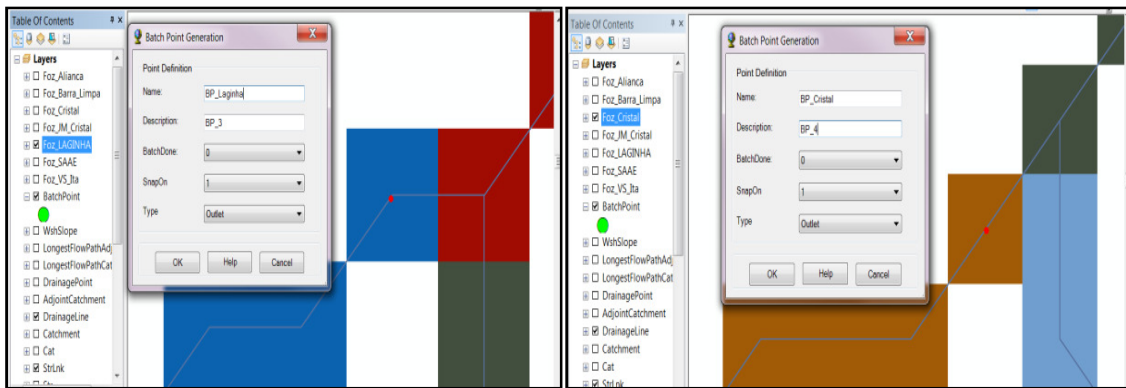 Table Of Contents
Layers
Foz_Alianca
Foz_Barra_Limpa
Foz_Cristal
Foz_JM_Cristal
Foz_LAGINHA
Foz_SAAE
Foz_VS_Ita
BatchPoint
WshSlope
LongestFlowPathAdj
LongestFlowPathCat
DrainagePoint
AdjointCatchment
DrainageLine
Catchment
Cat
StrLnk
Batch Point Generation
Point Definition
Name: BP_Laginha
Description: BP_3
BatchDone: 0
SnapOn 1
Type Outlet
OK Help Cancel
Table Of Contents
Layers
Foz_Alianca
Foz_Barra_Limpa
Foz_Cristal
Foz_JM_Cristal
Foz_LAGINHA
Foz_SAAE
Foz_VS_Ita
BatchPoint
WshSlope
LongestFlowPathAdj
LongestFlowPathCat
DrainagePoint
AdjointCatchment
DrainageLine
Catchment
Cat
StrLnk
Batch Point Generation
Point Definition
Name: BP_Cristal
Description: BP_4
BatchDone: 0
SnapOn 1
Type Outlet
OK Help Cancel